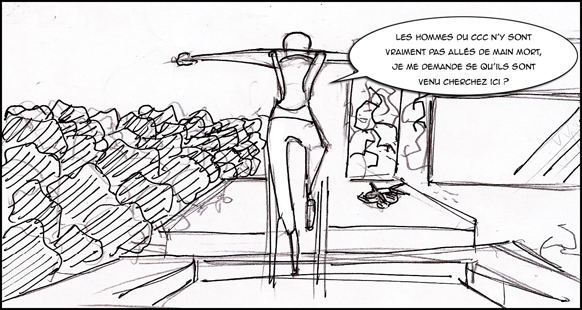 LES HOMMES DU CCC N'Y SONT
VRAIMENT PAS ALLÉS DE MAIN MORT,
JE ME DEMANDE SE QU'ILS SONT
VENU CHERCHEZ ICI ?